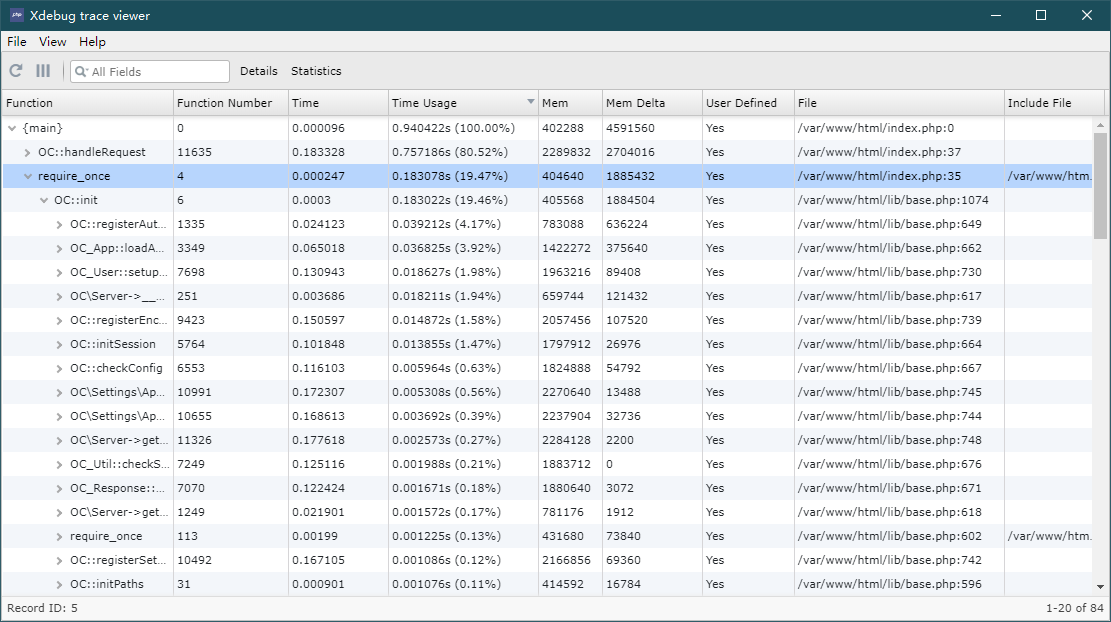 php Xdebug trace viewer
File View Help
All Fields Details Statistics
Function Function Number Time Time Usage Mem Mem Delta User Defined File Include File
{main} 0 0.000096 0.940422s (100.00%) 402288 4591560 Yes /var/www/html/index.php:0
OC::handleRequest 11635 0.183328 0.757186s (80.52%) 2289832 2704016 Yes /var/www/html/index.php:37
require_once 4 0.000247 0.183078s (19.47%) 404640 1885432 Yes /var/www/html/index.php:35 /var/www/htm.
OC::init 6 0.0003 0.183022s (19.46%) 405568 1884504 Yes /var/www/html/lib/base.php:1074
OC::registerAut... 1335 0.024123 0.039212s (4.17%) 783088 636224 Yes /var/www/html/lib/base.php:649
OC_App::loadA... 3349 0.065018 0.036825s (3.92%) 1422272 375640 Yes /var/www/html/lib/base.php:662
OC_User::setup... 7698 0.130943 0.018627s (1.98%) 1963216 89408 Yes /var/www/html/lib/base.php:730
OC\Server->__... 251 0.003686 0.018211s (1.94%) 659744 121432 Yes /var/www/html/lib/base.php:617
OC::registerEnc... 9423 0.150597 0.014872s (1.58%) 2057456 107520 Yes /var/www/html/lib/base.php:739
OC::initSession 5764 0.101848 0.013855s (1.47%) 1797912 26976 Yes /var/www/html/lib/base.php:664
OC::checkConfig 6553 0.116103 0.005964s (0.63%) 1824888 54792 Yes /var/www/html/lib/base.php:667
OC\Settings\Ap... 10991 0.172307 0.005308s (0.56%) 2270640 13488 Yes /var/www/html/lib/base.php:745
OC\Settings\Ap... 10655 0.168613 0.003692s (0.39%) 2237904 32736 Yes /var/www/html/lib/base.php:744
OC\Server->get... 11326 0.177618 0.002573s (0.27%) 2284128 2200 Yes /var/www/html/lib/base.php:748
OC_Util::checkS... 7249 0.125116 0.001988s (0.21%) 1883712 0 Yes /var/www/html/lib/base.php:676
OC_Response::... 7070 0.122424 0.001671s (0.18%) 1880640 3072 Yes /var/www/html/lib/base.php:671
OC\Server->get... 1249 0.021901 0.001572s (0.17%) 781176 1912 Yes /var/www/html/lib/base.php:618
require_once 113 0.00199 0.001225s (0.13%) 431680 73840 Yes /var/www/html/lib/base.php:602 /var/www/htm.
OC::registerSet... 10492 0.167105 0.001086s (0.12%) 2166856 69360 Yes /var/www/html/lib/base.php:742
OC::initPaths 31 0.000901 0.001076s (0.11%) 414592 16784 Yes /var/www/html/lib/base.php:596
Record ID: 5 1-20 of 84